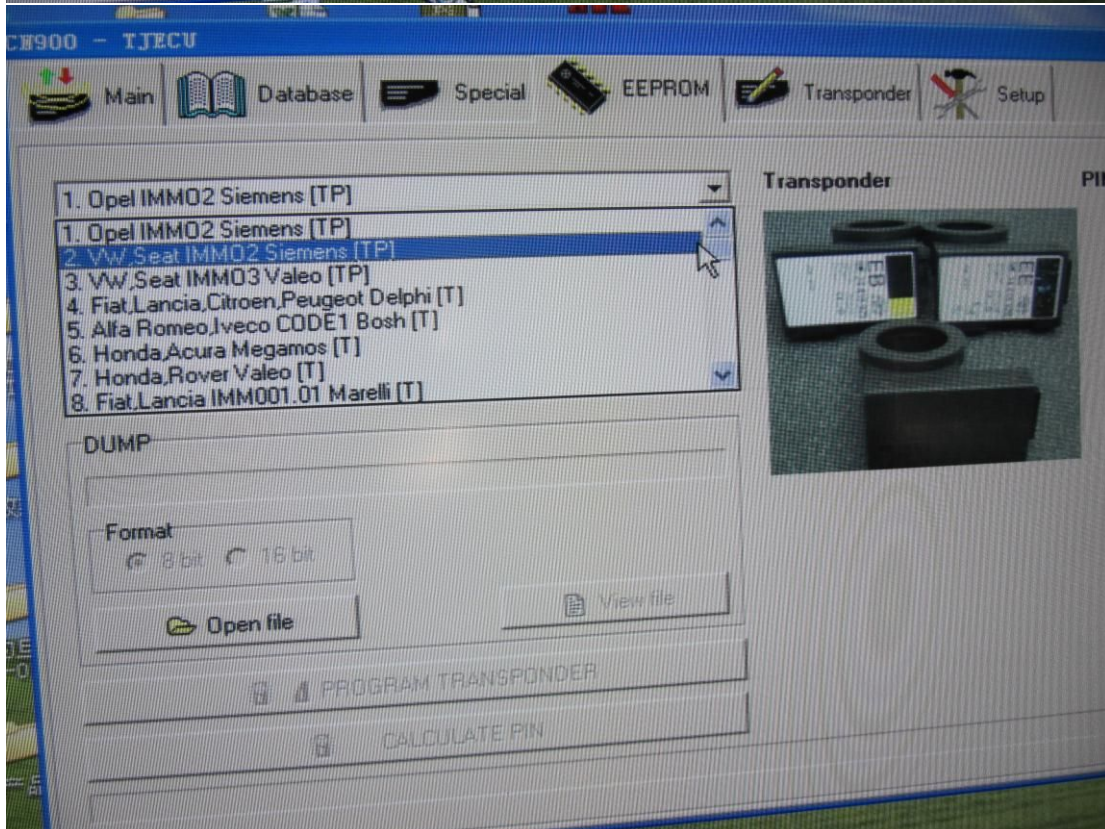 CH900 - TJECU
Main
Database
Special
EEPROM
Transponder
Setup
1. Opel IMMO2 Siemens [TP]
1. Opel IMMO2 Siemens [TP]
2. VW,Seat IMMO2 Siemens [TP]
3. VW,Seat IMMO3 Valeo [TP]
4. Fiat,Lancia,Citroen,Peugeot Delphi [T]
5. Alfa Romeo,Iveco CODE1 Bosh [T]
6. Honda,Acura Megamos [T]
7. Honda,Rover Valeo [T]
8. Fiat,Lancia IMM001.01 Marelli [T]
Transponder
DUMP
Format
8 bit
16 bit
Open file
View file
PROGRAM TRANSPONDER
CALCULATE PIN